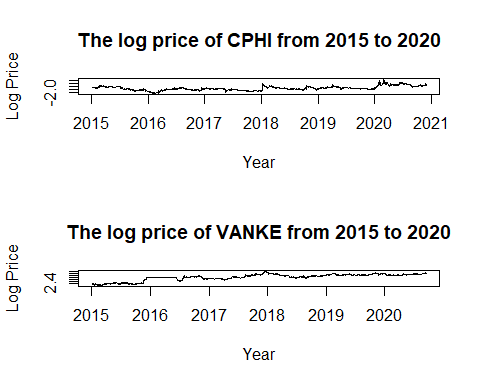 The log price of CPHI from 2015 to 2020
Log Price
-2.0
2015 2016 2017 2018 2019 2020 2021
Year
The log price of VANKE from 2015 to 2020
Log Price
2.4
2015 2016 2017 2018 2019 2020
Year